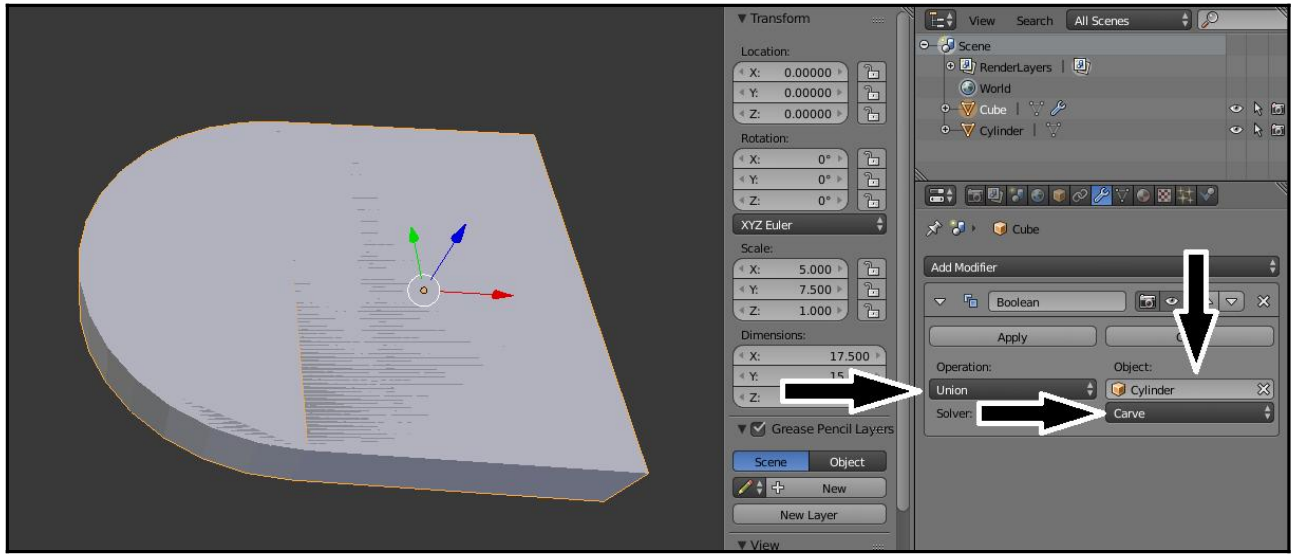 Transform
Location:
X: 0.00000
Y: 0.00000
Z: 0.00000
Rotation:
X: 0°
Y: 0°
Z: 0°
XYZ Euler
Scale:
X: 5.000
Y: 7.500
Z: 1.000
Dimensions:
X: 17.500
Y: 15
Z:
Grease Pencil Layers
Scene Object
New
New Layer
View
View Search All Scenes
Scene
RenderLayers
World
Cube
Cylinder
Cube
Add Modifier
Boolean
Apply
Operation: Object:
Union Cylinder
Solver: Carve